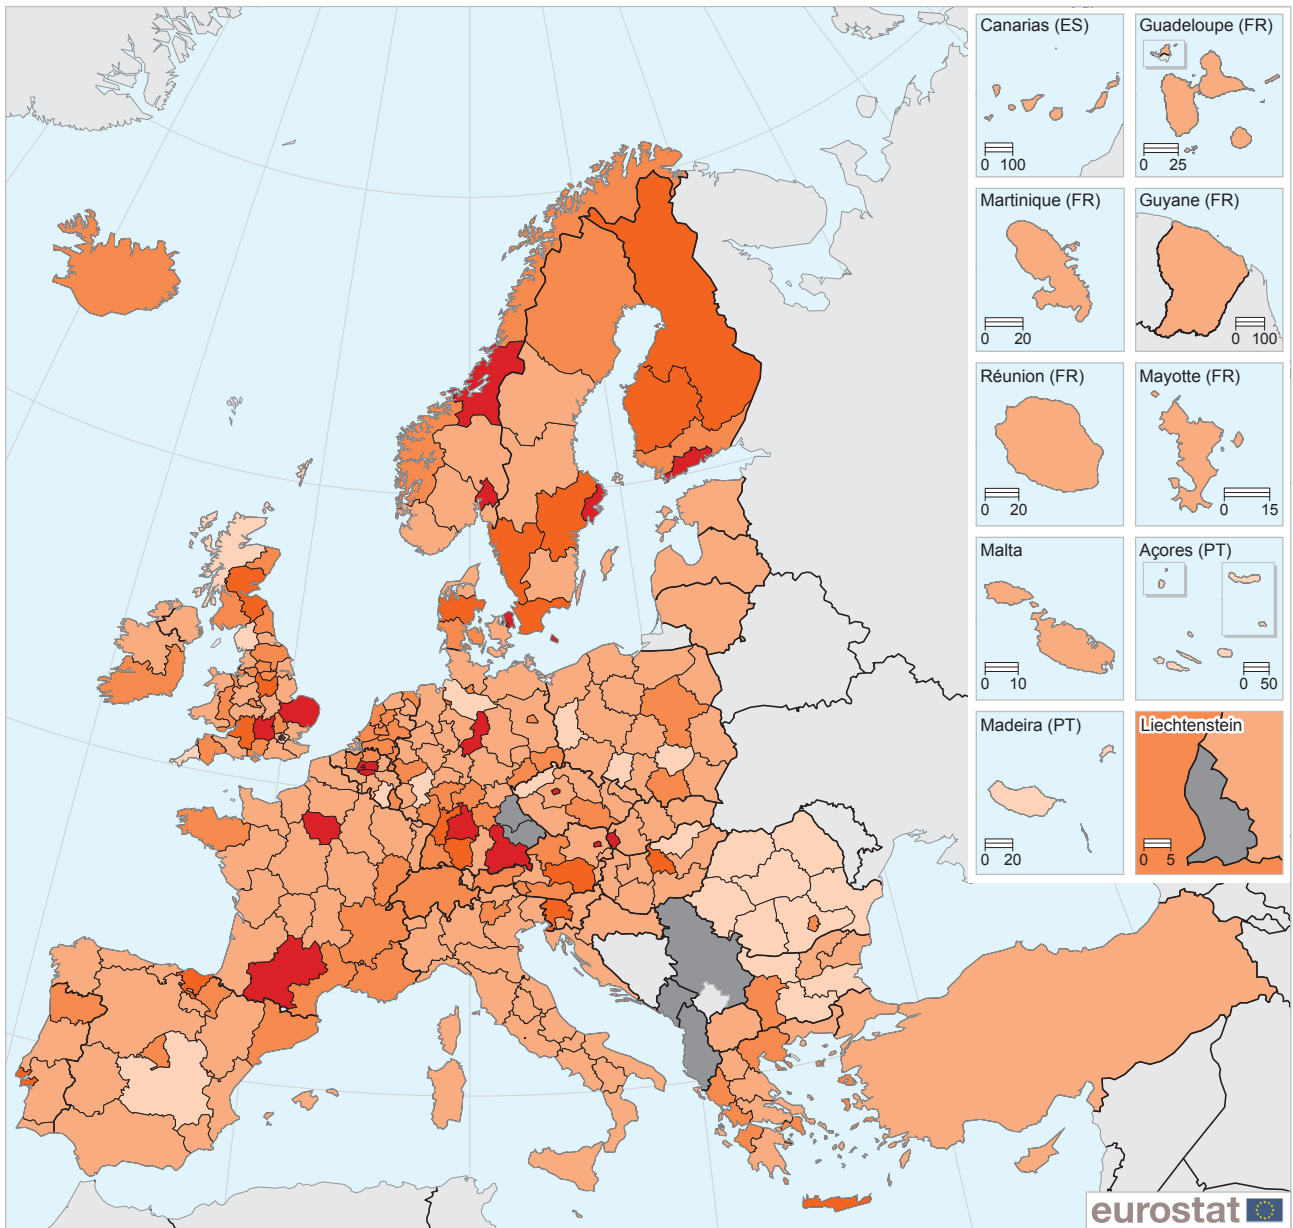 Canarias (ES)
0 100
Guadeloupe (FR)
0 25
Martinique (FR)
0 20
Guyane (FR)
0 100
Réunion (FR)
0 20
Mayotte (FR)
0 15
Malta
0 10
Açores (PT)
0 50
Madeira (PT)
0 20
Liechtenstein
0 5
eurostat